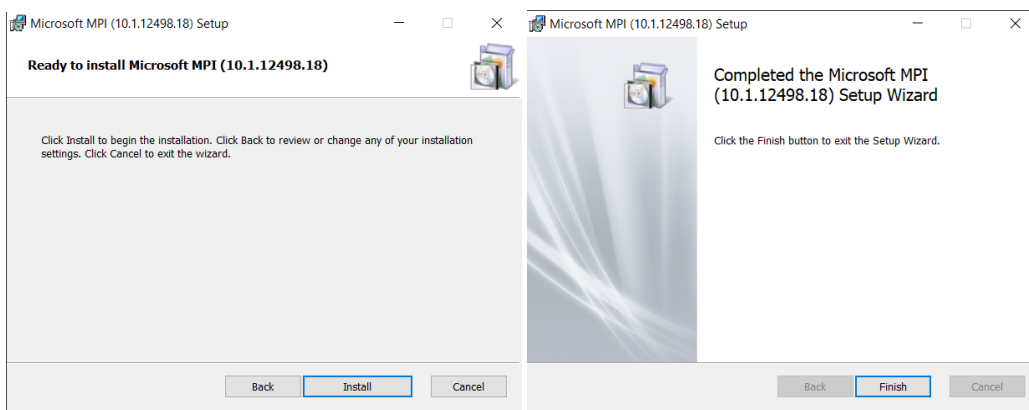 Microsoft MPI (10.1.12498.18) Setup
Ready to install Microsoft MPI (10.1.12498.18)
Click Install to begin the installation. Click Back to review or change any of your installation
settings. Click Cancel to exit the wizard.
Back
Install
Cancel
Microsoft MPI (10.1.12498.18) Setup
Completed the Microsoft MPI
(10.1.12498.18) Setup Wizard
Click the Finish button to exit the Setup Wizard.
Back
Finish
Cancel